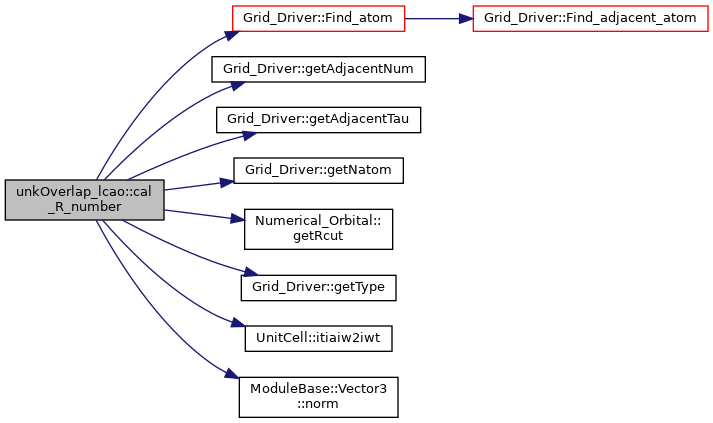 unkOverlap_lcao::cal
_R_number
Grid_Driver::Find_atom
Grid_Driver::Find_adjacent_atom
Grid_Driver::getAdjacentNum
Grid_Driver::getAdjacentTau
Grid_Driver::getNatom
Numerical_Orbital::
getRcut
Grid_Driver::getType
UnitCell::itiaiw2iwt
ModuleBase::Vector3
::norm